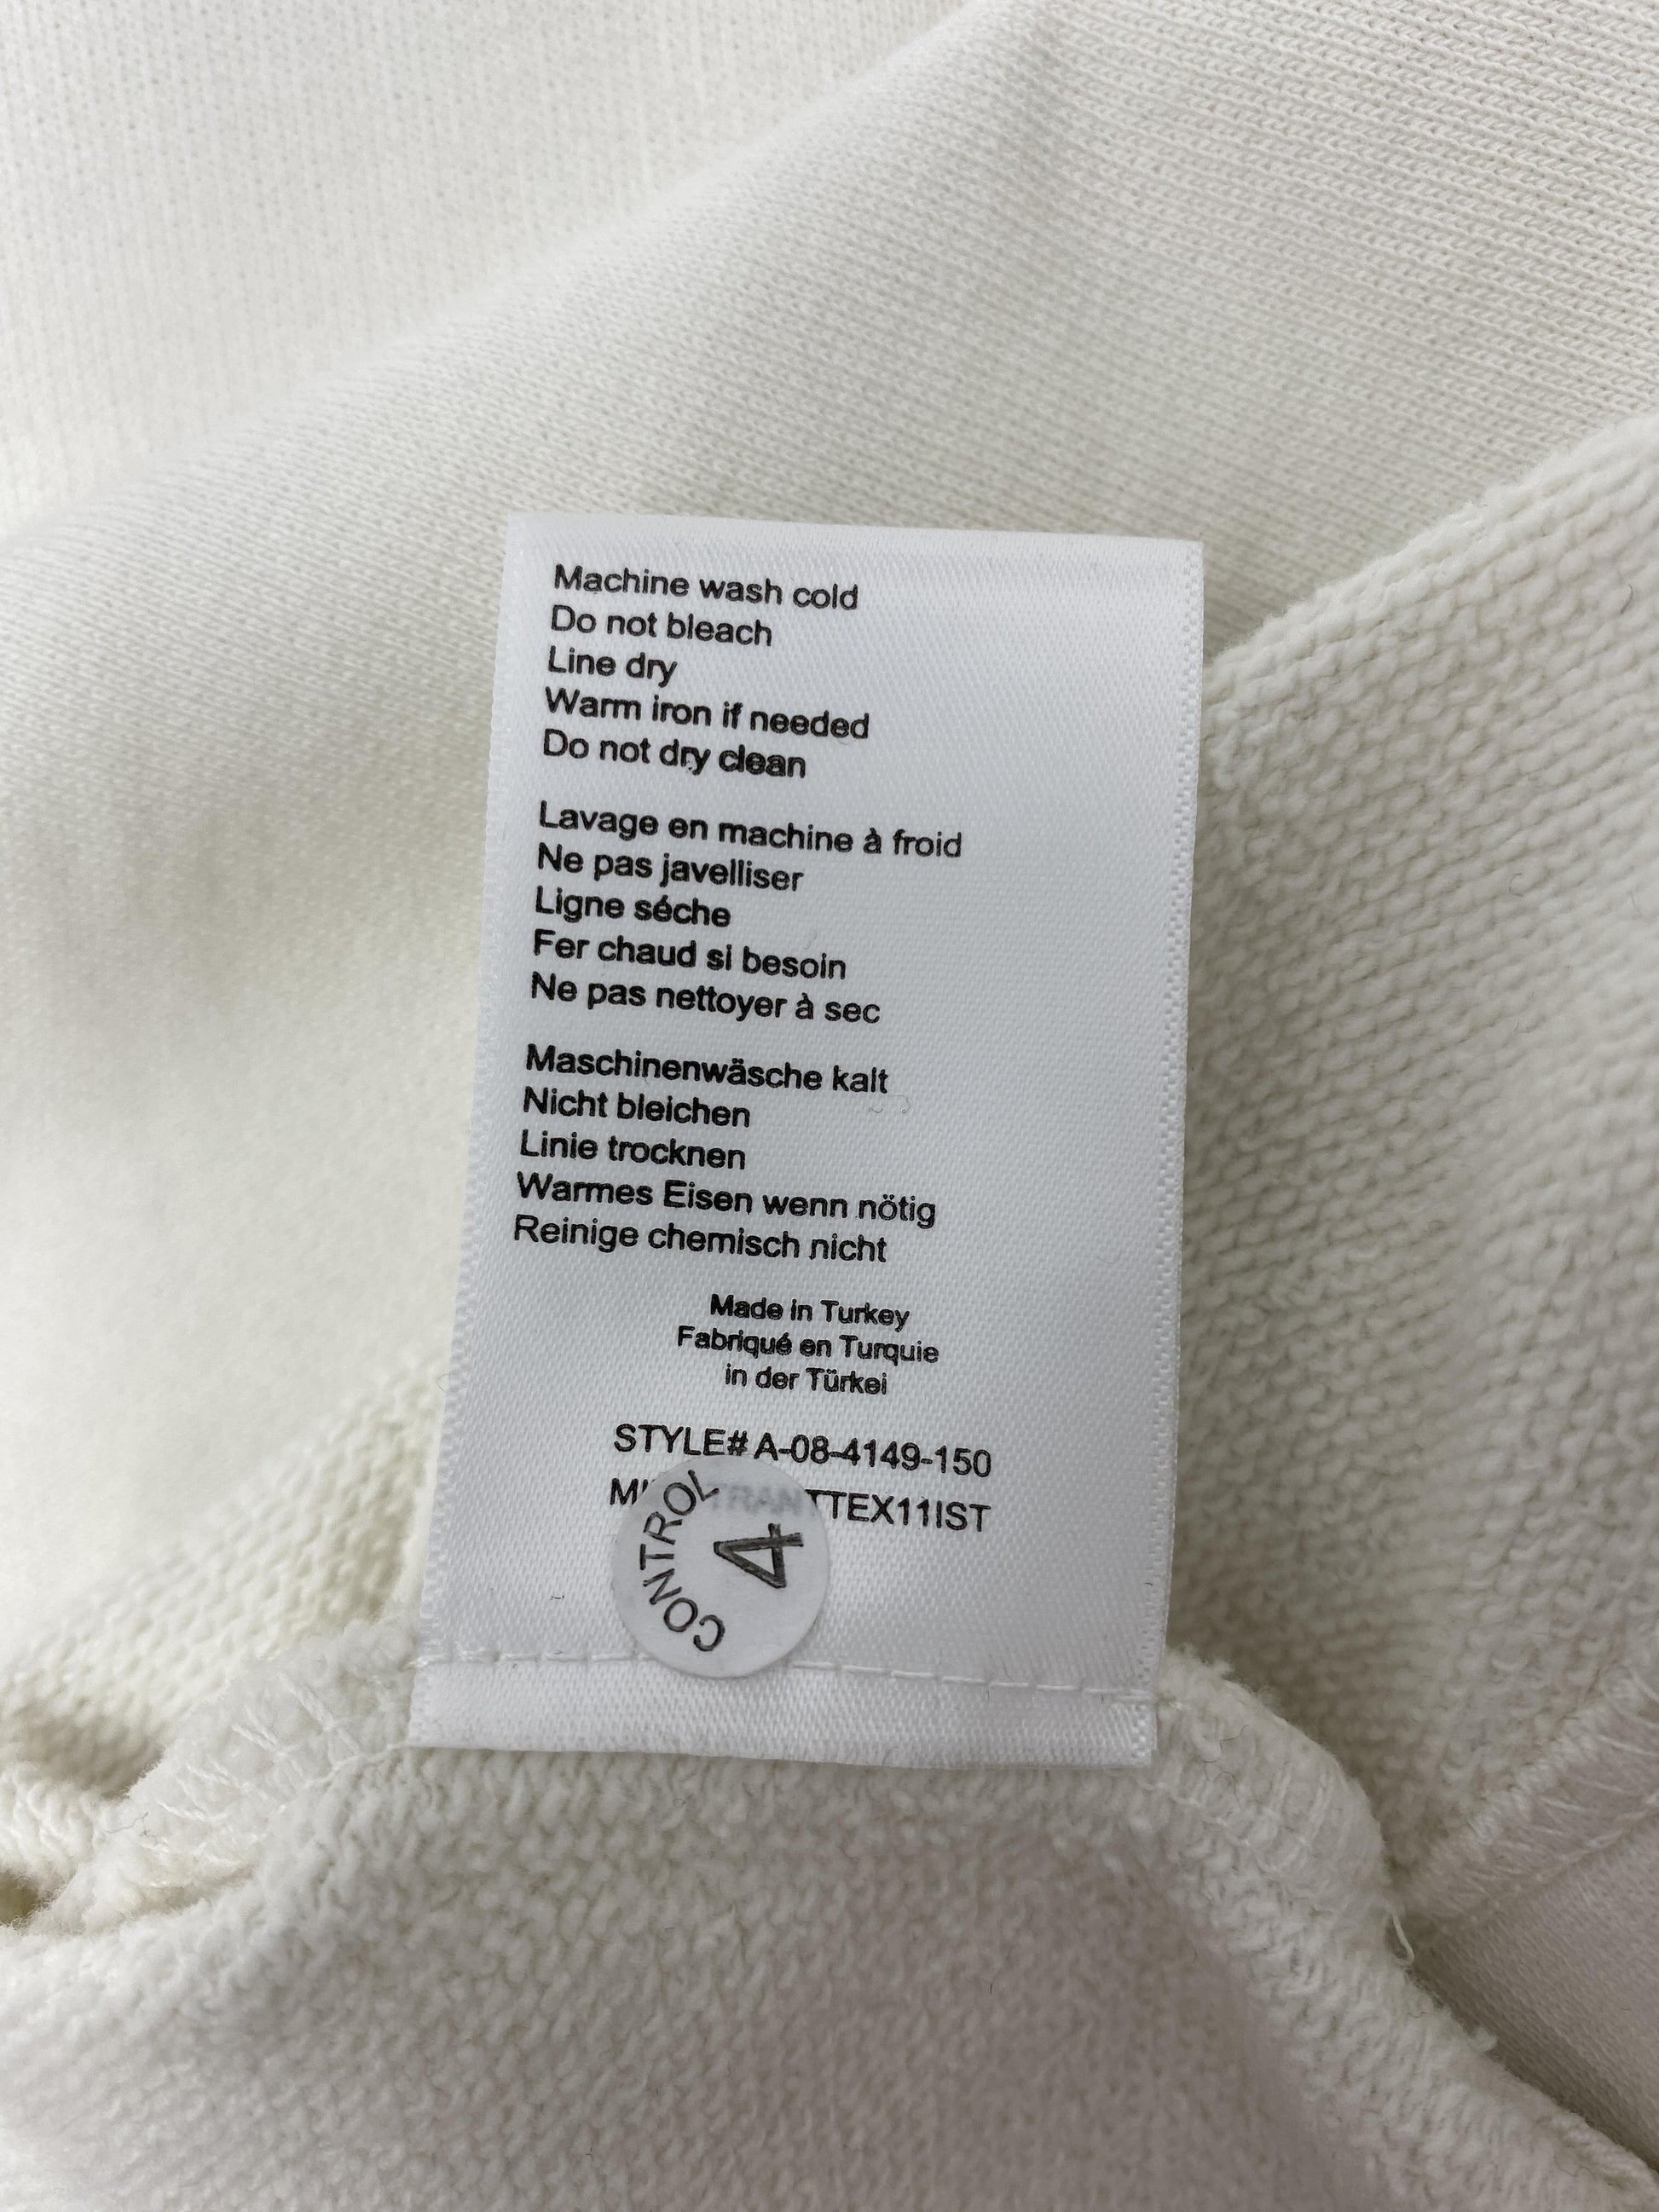 Machine wash cold
Do not bleach
Line dry
Warm iron if needed
Do not dry clean
Lavage en machine à froid
Ne pas javelliser
Ligne séche
Fer chaud si besoin
Ne pas nettoyer à sec
Maschinenwäsche kalt
Nicht bleichen
Linie trocknen
Warmes Eisen wenn nötig
Reinige chemisch nicht
Made in Turkey
Fabriqué en Turquie
in der Türkei
STYLE# A-08-4149-150
CONTROL
4